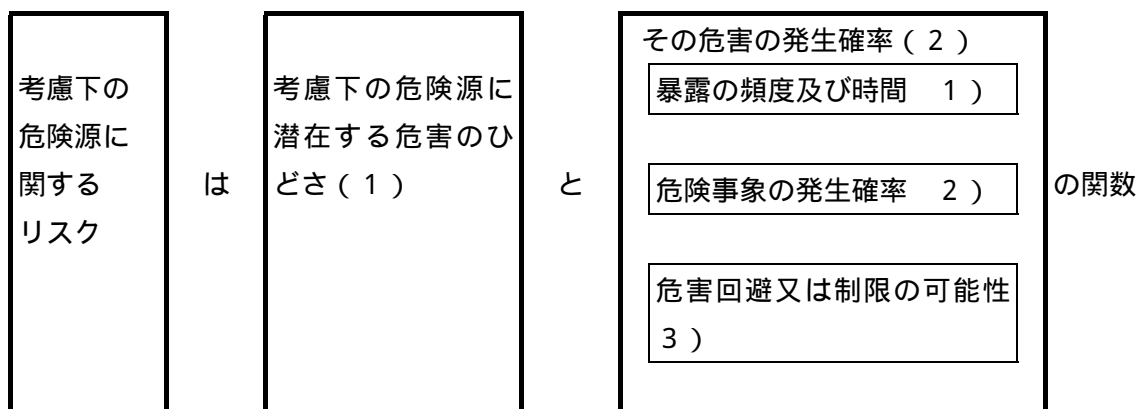 考慮下の
危険源に
関する
リスク
は
考慮下の危険源に
潜在する危害のひ
どさ(1)
と
その危害の発生確率(2)
暴露の頻度及び時間 1)
危険事象の発生確率 2)
危害回避又は制限の可能性
3)
の関数